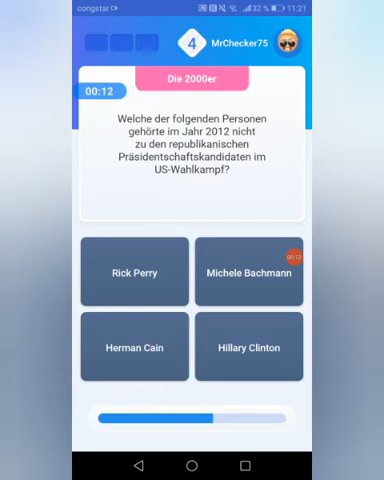 congstar
32 % 11:21
4 MrChecker75
Die 2000er
00:12
Welche der folgenden Personen
gehörte im Jahr 2012 nicht
zu den republikanischen
Präsidentschaftskandidaten im
US-Wahlkampf?
00:12
Rick Perry Michele Bachmann
Herman Cain Hillary Clinton